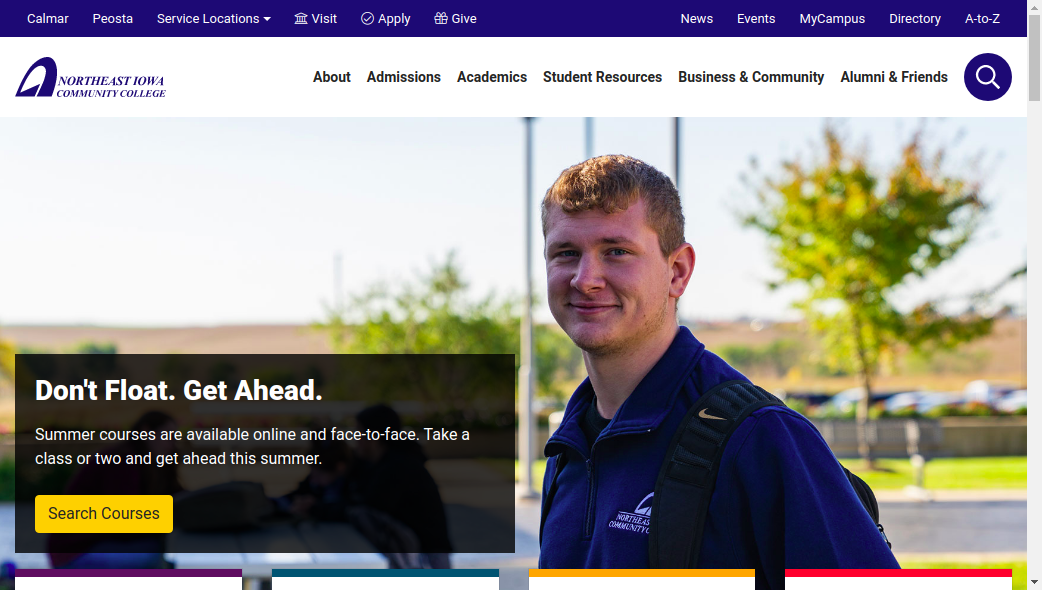 Calmar Peosta Service Locations Visit Apply Give News Events MyCampus Directory A-to-Z
NORTHEAST IOWA
COMMUNITY COLLEGE
About Admissions Academics Student Resources Business & Community Alumni & Friends
Don't Float. Get Ahead.
Summer courses are available online and face-to-face. Take a
class or two and get ahead this summer.
Search Courses
NORTHEAS
COMMUNITY C